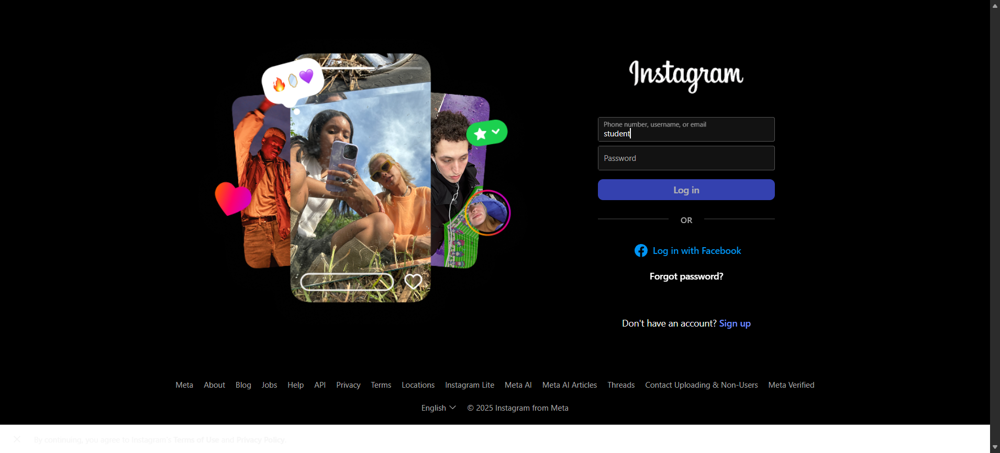 Instagram
Phone number, username, or email
student
Password
Log in
OR
Log in with Facebook
Forgot password?
Don't have an account? Sign up
Meta About Blog Jobs Help API Privacy Terms Locations Instagram Lite Meta AI Meta AI Articles Threads Contact Uploading & Non-Users Meta Verified
English © 2025 Instagram from Meta
By continuing, you agree to Instagram's Terms of Use and Privacy Policy.